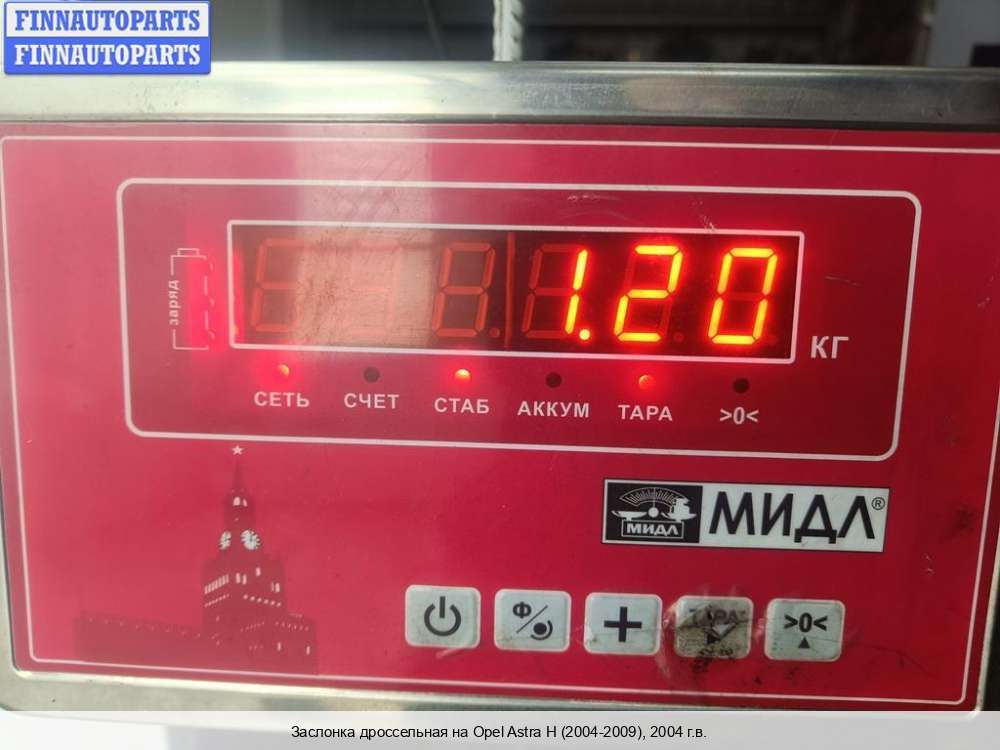 FINNAUTOPARTS
FINNAUTOPARTS
заряд
1.20
КГ
СЕТЬ СЧЕТ СТАБ АККУМ ТАРА >0<
МИДЛ
МИДЛ®
Ф
ТАРА
>0<
Заслонка дроссельная на Opel Astra H (2004-2009), 2004 г.в.